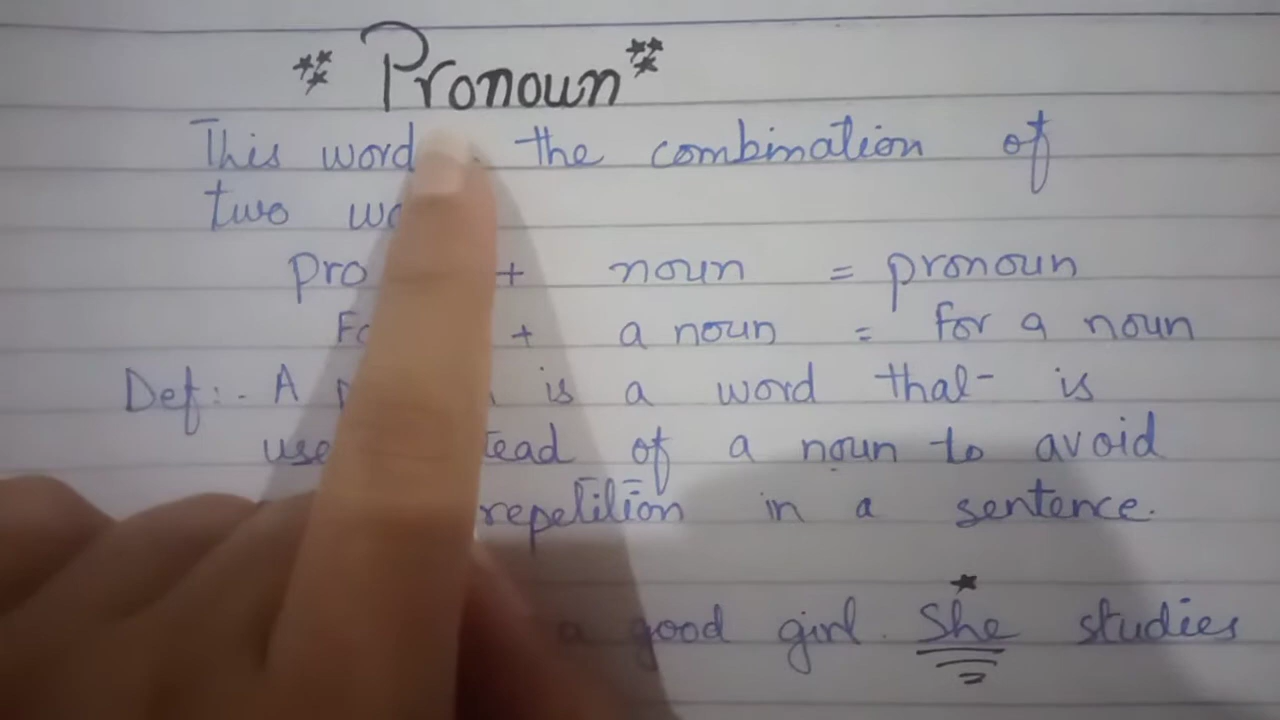 Pronoun
This word the combination of
two
pro + noun = pronoun
+ a noun = for a noun
Def:- A is a word that is
of a noun to avoid
repetition in a sentence.
a good girl. She studies